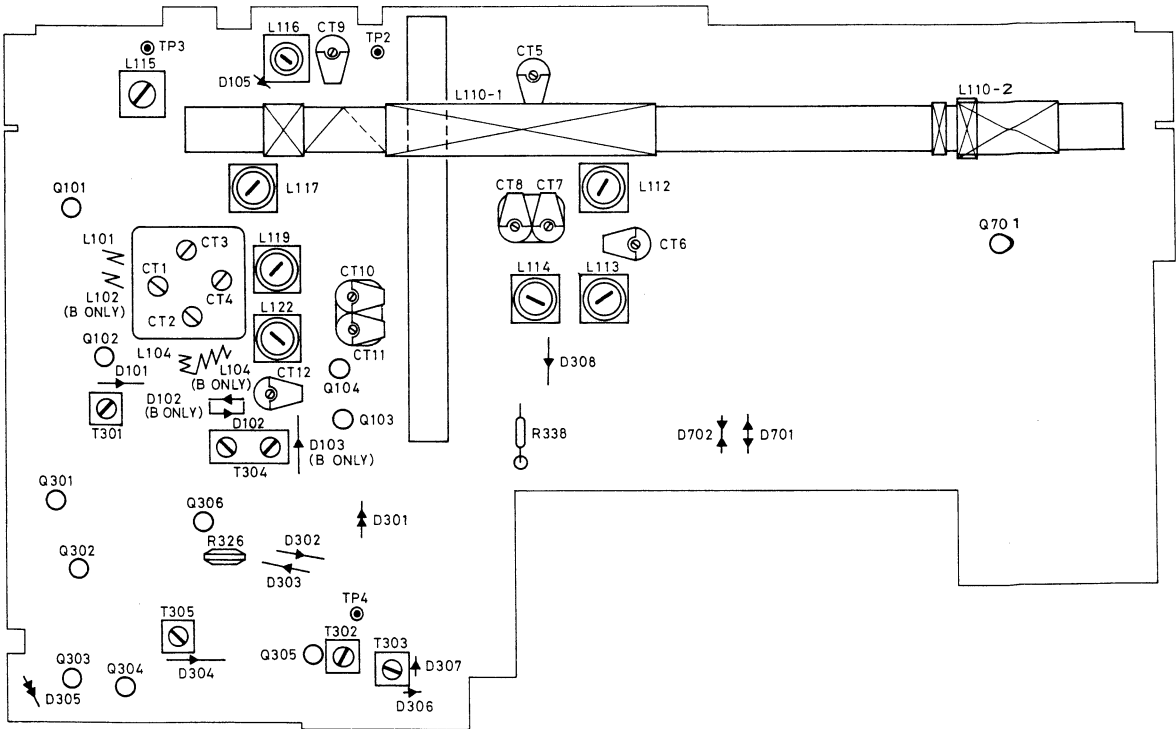 L116
CT9
TP2
TP3
L115
D105
CT5
L110-1
L110-2
L117
CT8
CT7
L112
Q101
Q701
L101
CT3
L119
CT6
CT1
CT10
L114
L113
L102
(B ONLY)
CT4
CT2
L122
Q102
L104
CT11
D308
D101
L104
(B ONLY)
CT12
Q104
D102
(B ONLY)
T301
D102
Q103
D103
(B ONLY)
R338
D702
D701
T304
Q301
Q306
D301
R326
D302
Q302
D303
TP4
T305
T302
T303
Q305
D307
Q303
Q304
D304
D305
D306